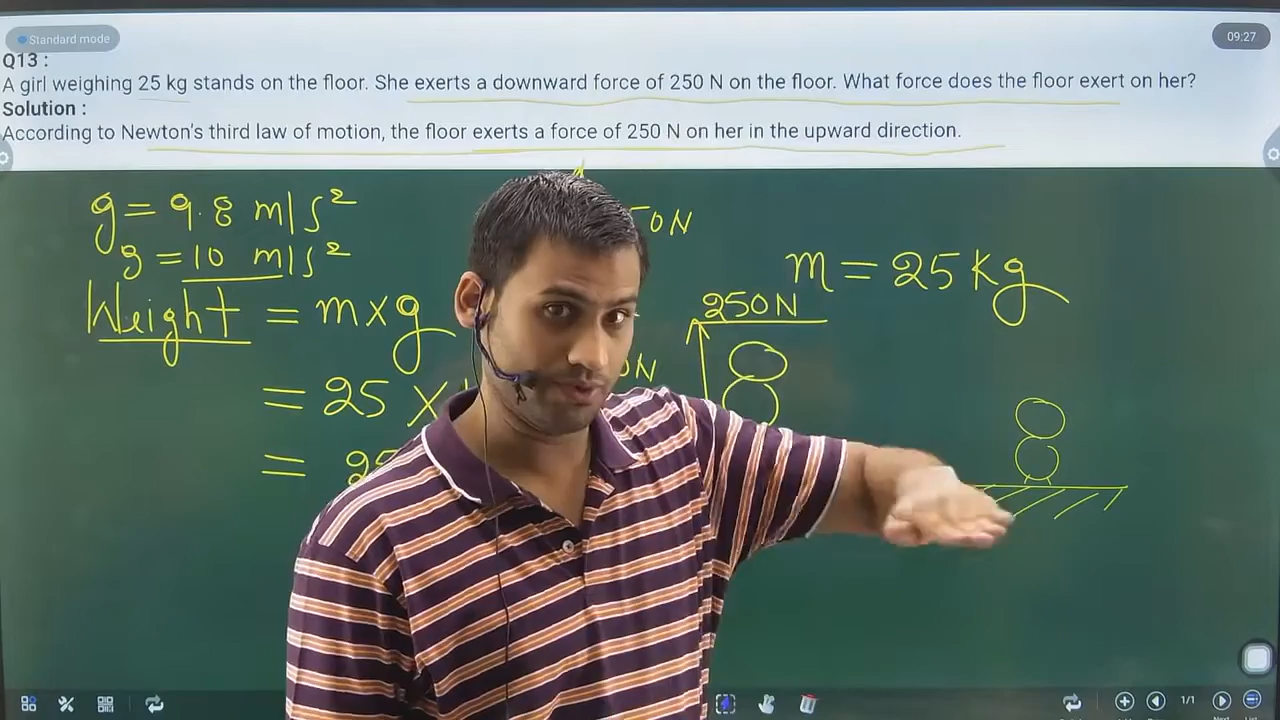 Standard mode
09:27
Q13 :
A girl weighing 25 kg stands on the floor. She exerts a downward force of 250 N on the floor. What force does the floor exert on her?
Solution :
According to Newton's third law of motion, the floor exerts a force of 250 N on her in the upward direction.
g = 9.8 m/s²
g = 10 m/s²
Weight = m x g
= 25 x
=
m = 25 Kg
250N
1/1